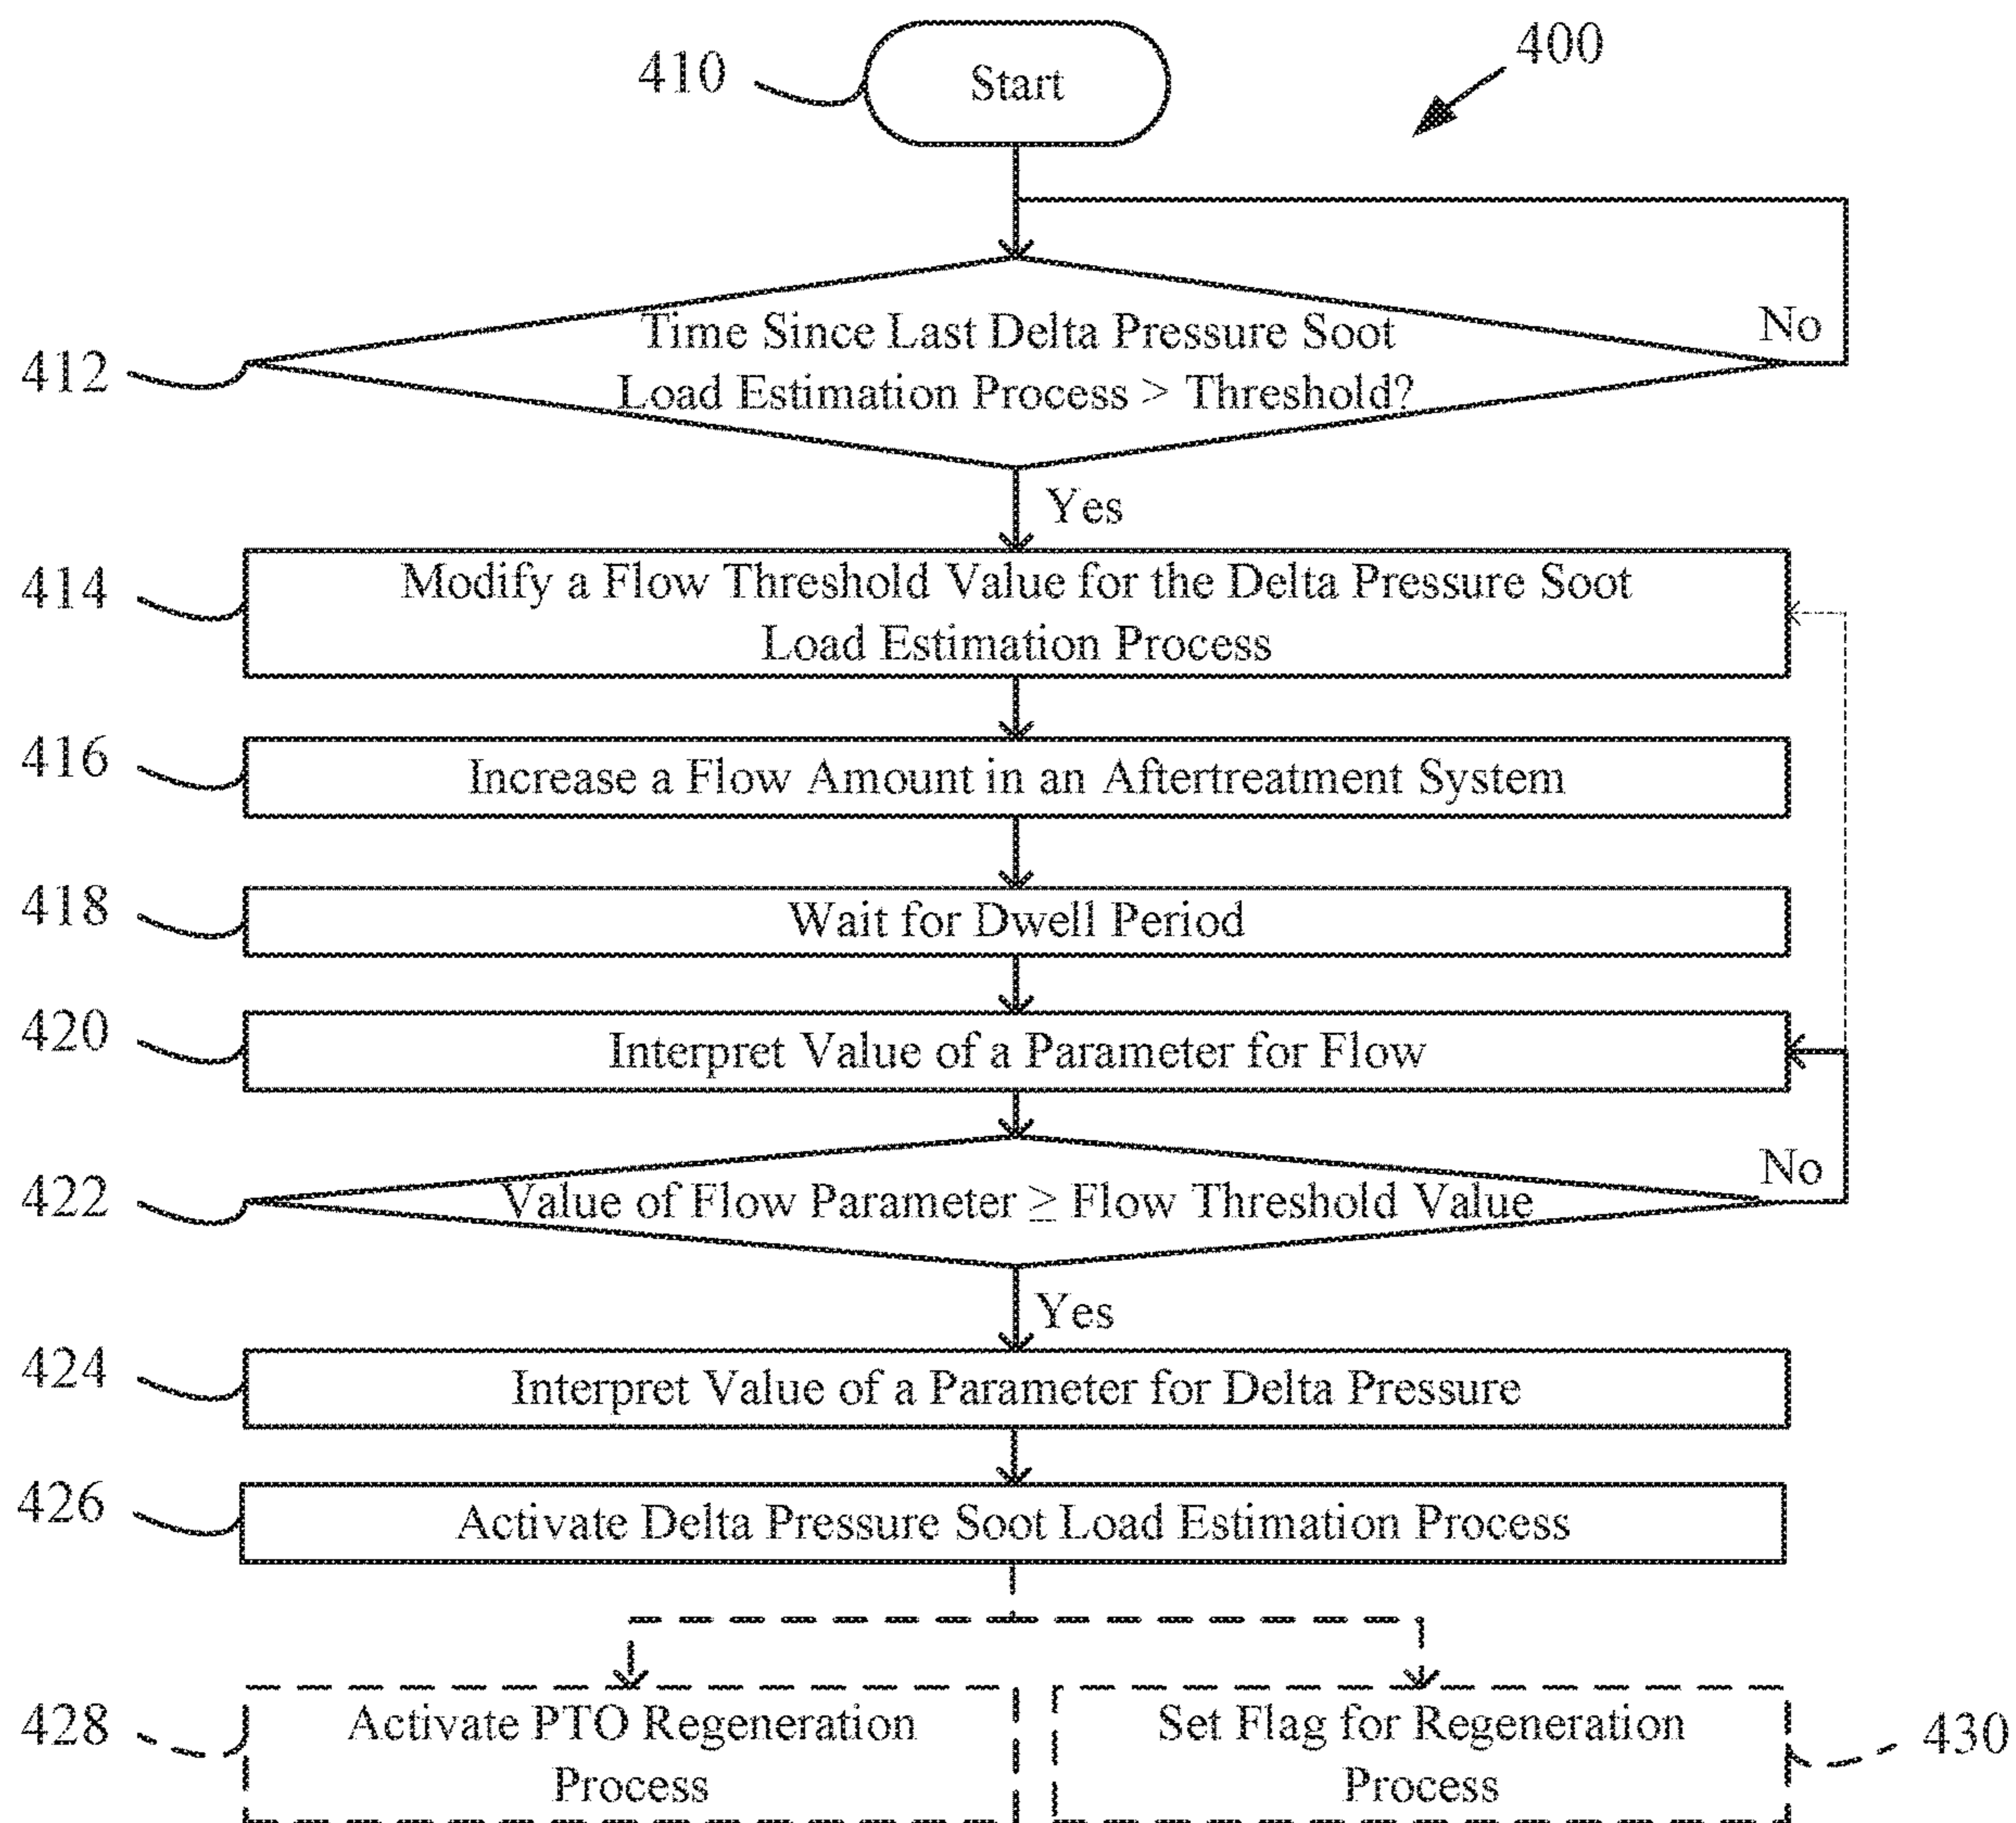 410
Start
400
412
Time Since Last Delta Pressure Soot
Load Estimation Process > Threshold?
No
Yes
414
Modify a Flow Threshold Value for the Delta Pressure Soot
Load Estimation Process
416
Increase a Flow Amount in an Aftertreatment System
418
Wait for Dwell Period
420
Interpret Value of a Parameter for Flow
422
Value of Flow Parameter ≥ Flow Threshold Value
No
Yes
424
Interpret Value of a Parameter for Delta Pressure
426
Activate Delta Pressure Soot Load Estimation Process
428
Activate PTO Regeneration
Process
Set Flag for Regeneration
Process
430